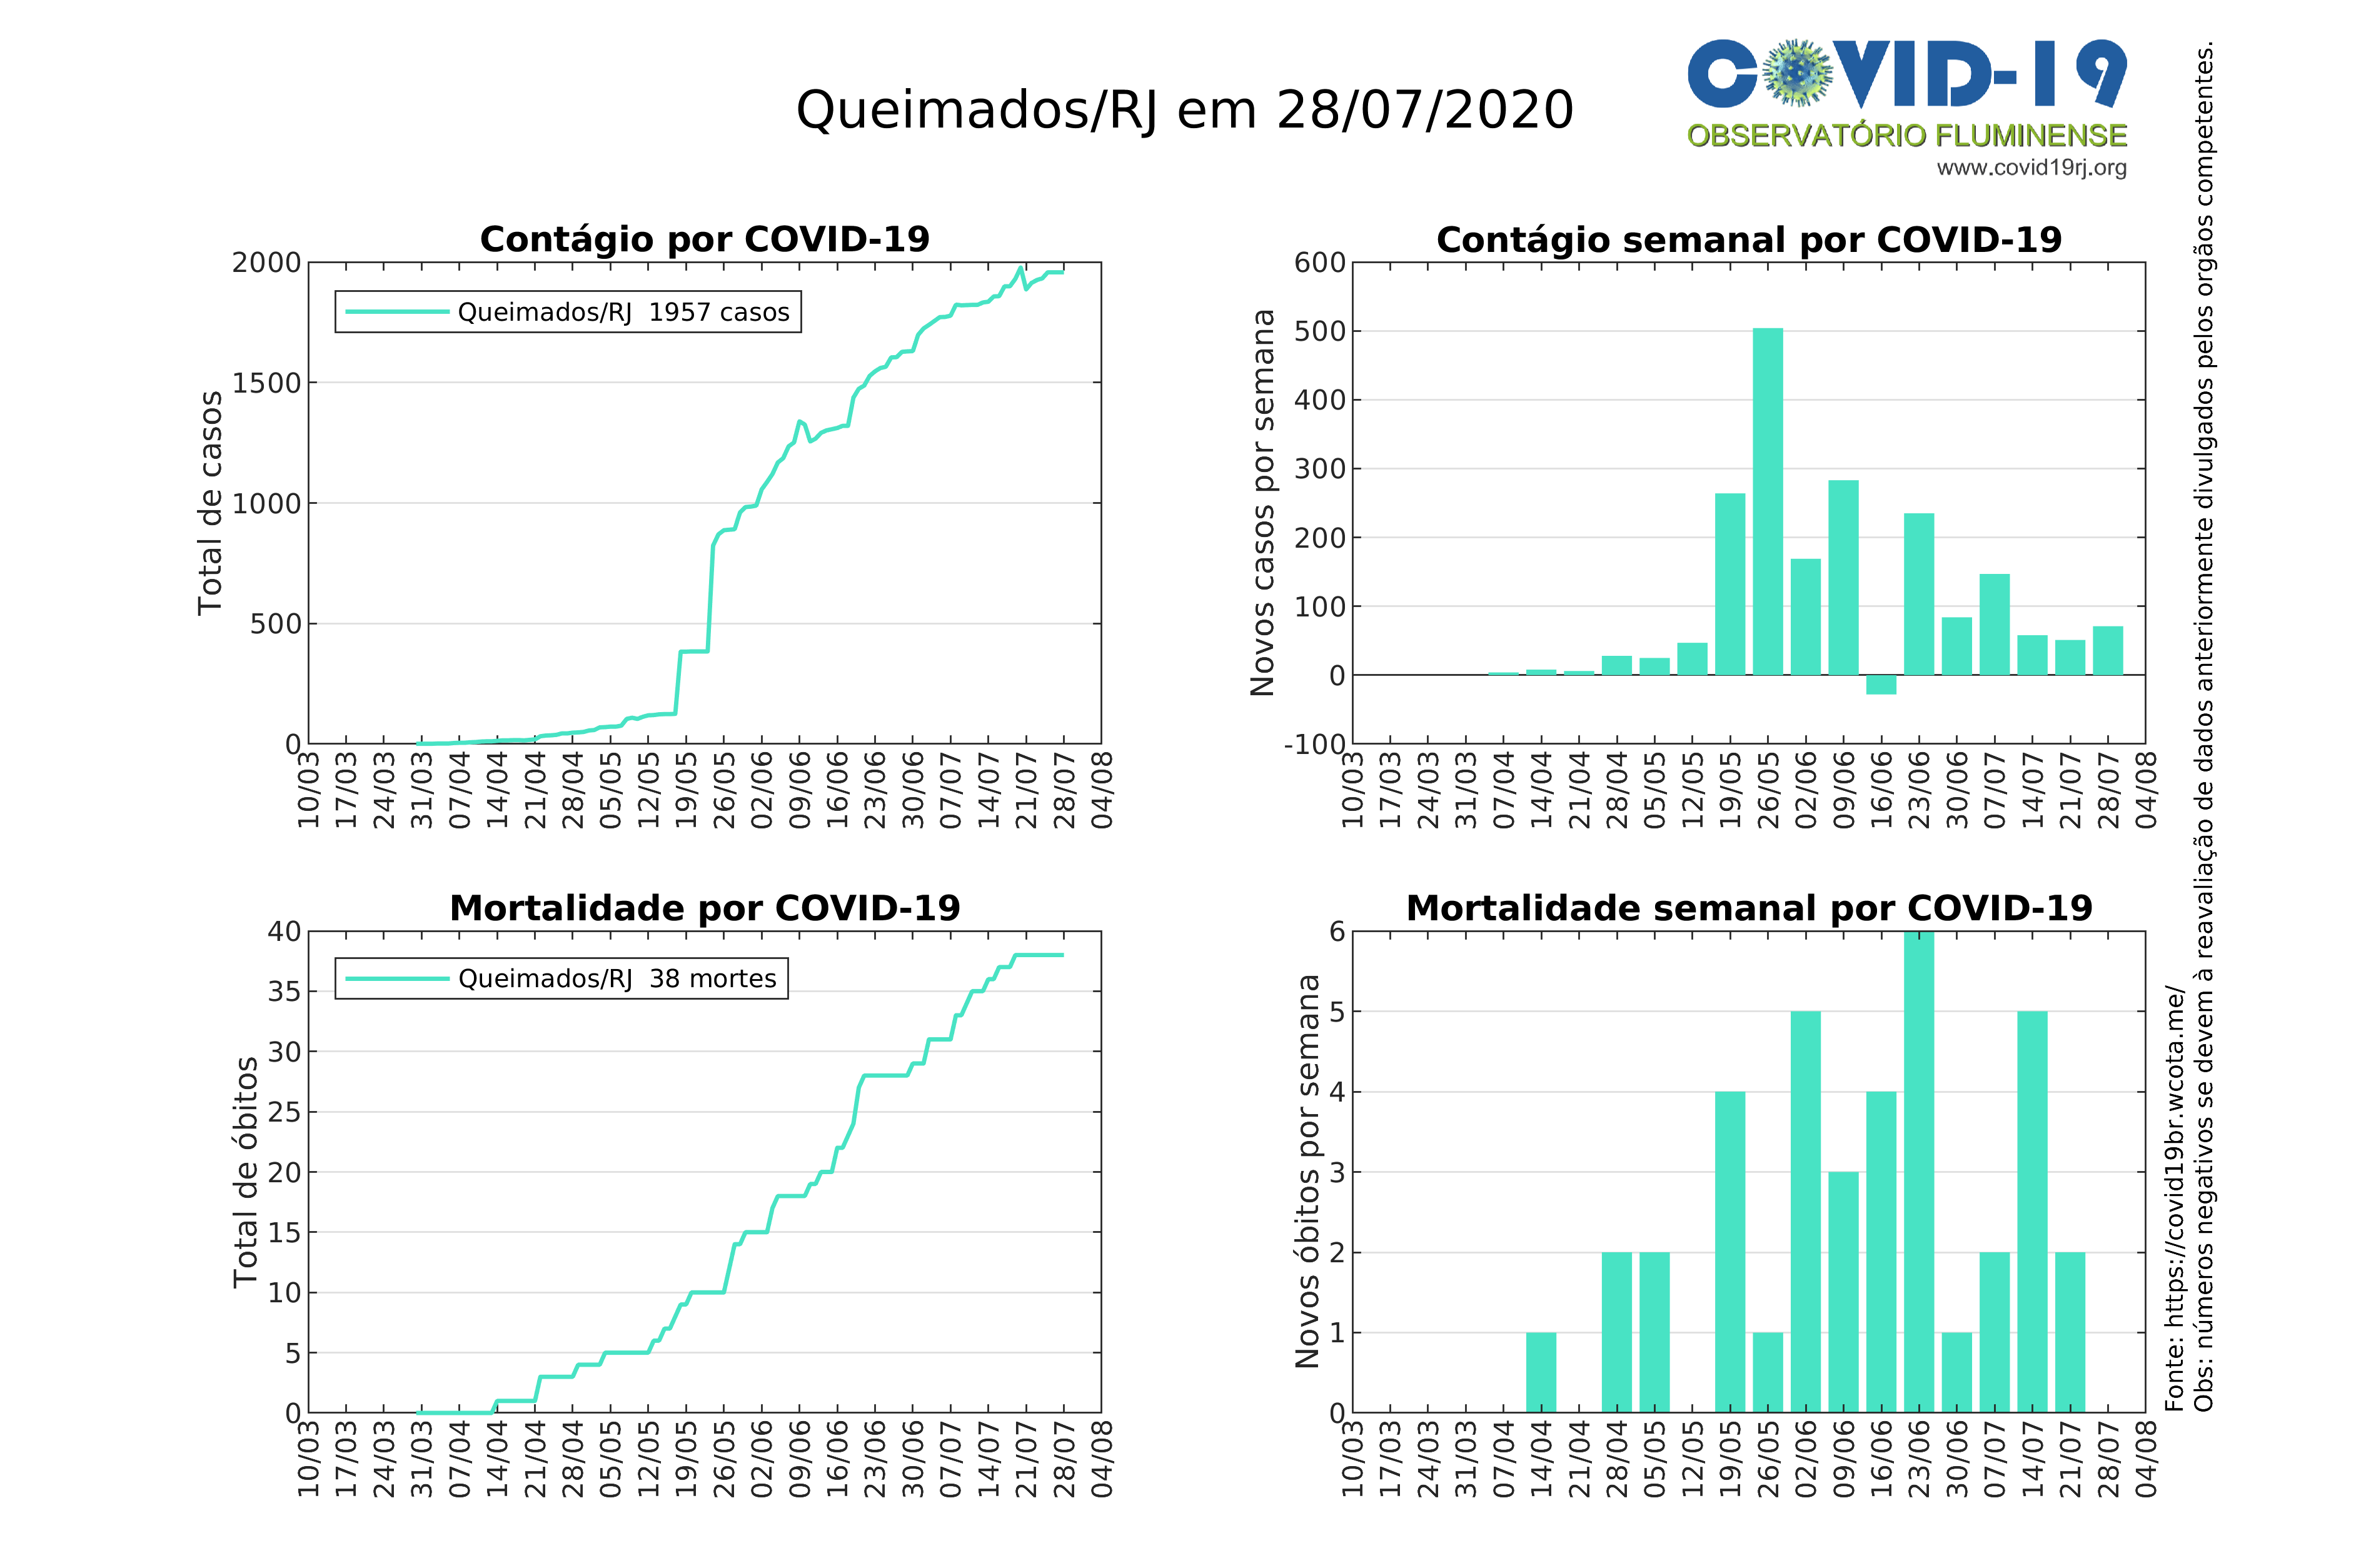 Queimados/RJ em 28/07/2020
COVID-19
OBSERVATÓRIO FLUMINENSE
www.covid19rj.org
Contágio por COVID-19
Total de casos
2000
1500
1000
500
0
Queimados/RJ 1957 casos
10/03 17/03 24/03 31/03 07/04 14/04 21/04 28/04 05/05 12/05 19/05 26/05 02/06 09/06 16/06 23/06 30/06 07/07 14/07 21/07 28/07 04/08
Contágio semanal por COVID-19
Novos casos por semana
600
500
400
300
200
100
0
-100
10/03 17/03 24/03 31/03 07/04 14/04 21/04 28/04 05/05 12/05 19/05 26/05 02/06 09/06 16/06 23/06 30/06 07/07 14/07 21/07 28/07 04/08
Mortalidade por COVID-19
Total de óbitos
40
35
30
25
20
15
10
5
0
Queimados/RJ 38 mortes
10/03 17/03 24/03 31/03 07/04 14/04 21/04 28/04 05/05 12/05 19/05 26/05 02/06 09/06 16/06 23/06 30/06 07/07 14/07 21/07 28/07 04/08
Mortalidade semanal por COVID-19
Novos óbitos por semana
6
5
4
3
2
1
0
10/03 17/03 24/03 31/03 07/04 14/04 21/04 28/04 05/05 12/05 19/05 26/05 02/06 09/06 16/06 23/06 30/06 07/07 14/07 21/07 28/07 04/08
Fonte: https://covid19br.wcota.me/
Obs: números negativos se devem à reavaliação de dados anteriormente divulgados pelos orgãos competentes.